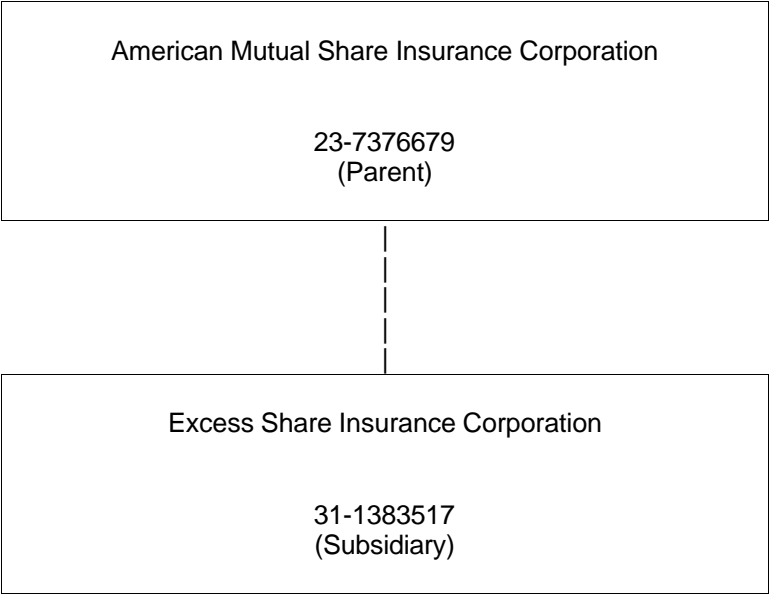 American Mutual Share Insurance Corporation
23-7376679
(Parent)
Excess Share Insurance Corporation
31-1383517
(Subsidiary)